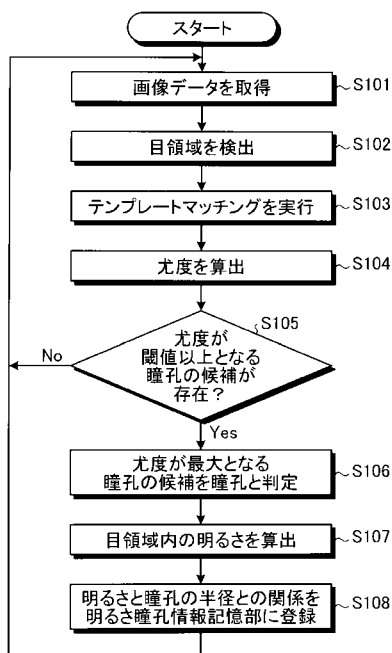 スタート
画像データを取得
S101
目領域を検出
S102
テンプレートマッチングを実行
S103
尤度を算出
S104
尤度が
閾値以上となる
瞳孔の候補が
存在?
S105
No
Yes
尤度が最大となる
瞳孔の候補を瞳孔と判定
S106
目領域内の明るさを算出
S107
明るさと瞳孔の半径との関係を
明るさ瞳孔情報記憶部に登録
S108